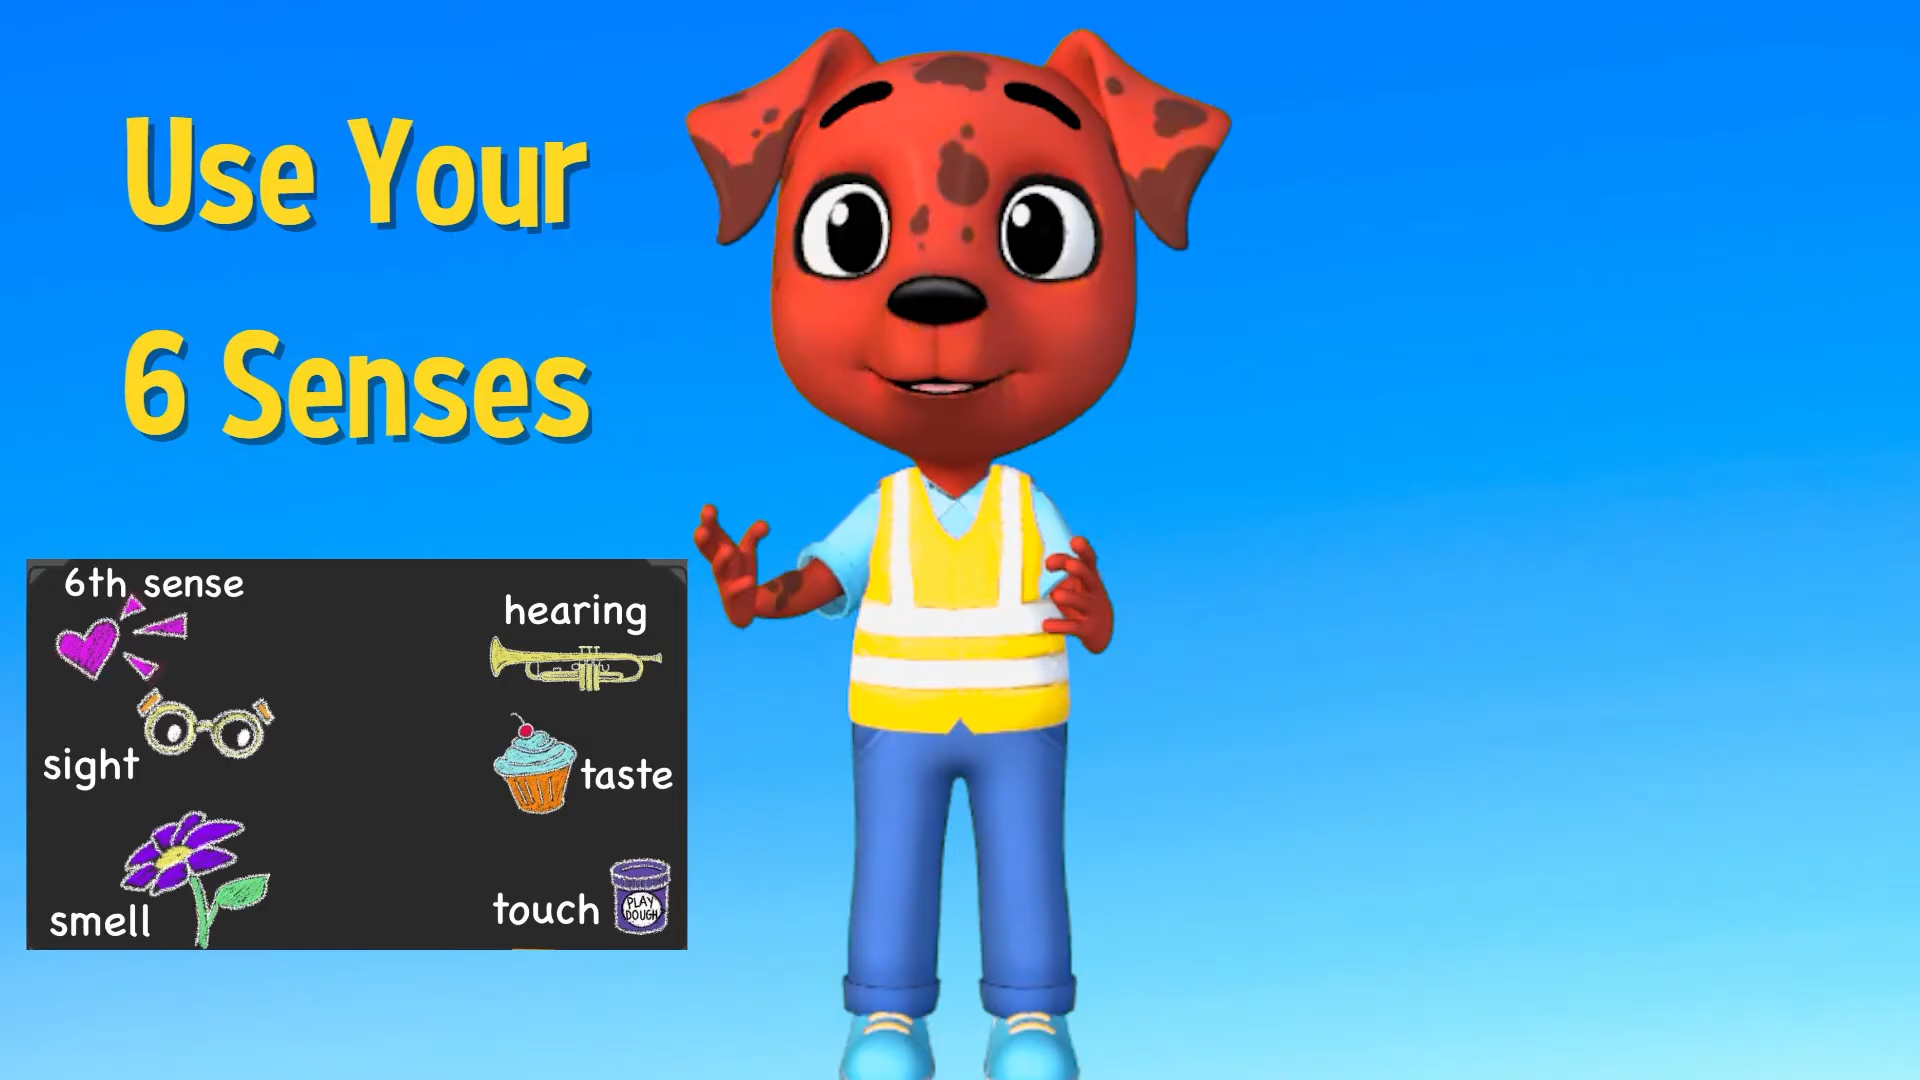 Use Your
6 Senses
6th sense
hearing
sight
taste
smell
touch
PLAY
DOUGH